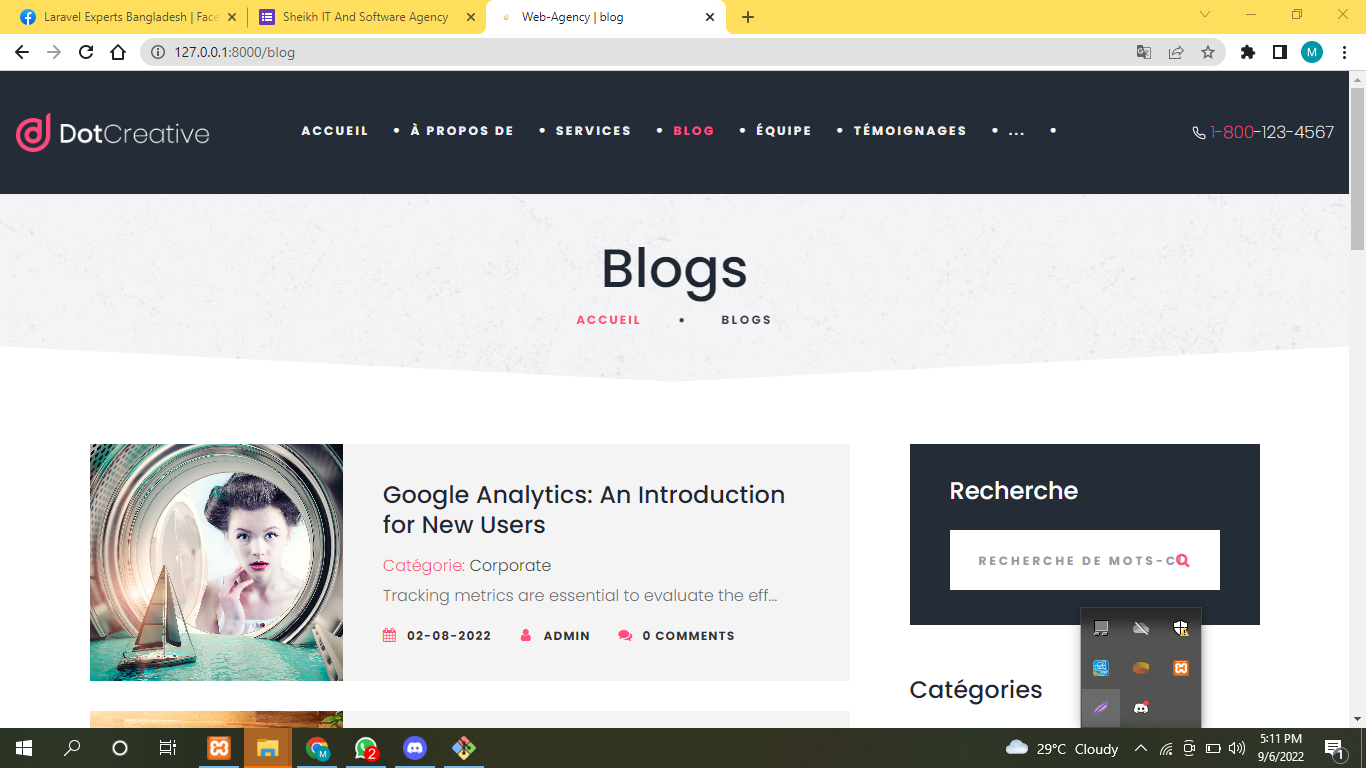 Laravel Experts Bangladesh | Face
Sheikh IT And Software Agency
Web-Agency | blog
127.0.0.1:8000/blog
M
DotCreative
ACCUEIL • À PROPOS DE • SERVICES • BLOG • ÉQUIPE • TÉMOIGNAGES • ... •
1-800-123-4567
Blogs
ACCUEIL • BLOGS
Google Analytics: An Introduction
for New Users
Catégorie: Corporate
Tracking metrics are essential to evaluate the eff...
02-08-2022 ADMIN 0 COMMENTS
Recherche
RECHERCHE DE MOTS-C
Catégories
M
2
29°C Cloudy
5:11 PM
9/6/2022
1